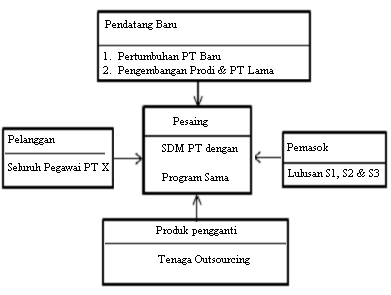 Pendatang Baru
1. Pertumbuhan PT Baru
2. Pengembangan Prodi & PT Lama
Pesaing
SDM PT dengan
Program Sama
Pelanggan
Seluruh Pegawai PT X
Pemasok
Lulusan S1, S2 & S3
Produk pengganti
Tenaga Outsourcing